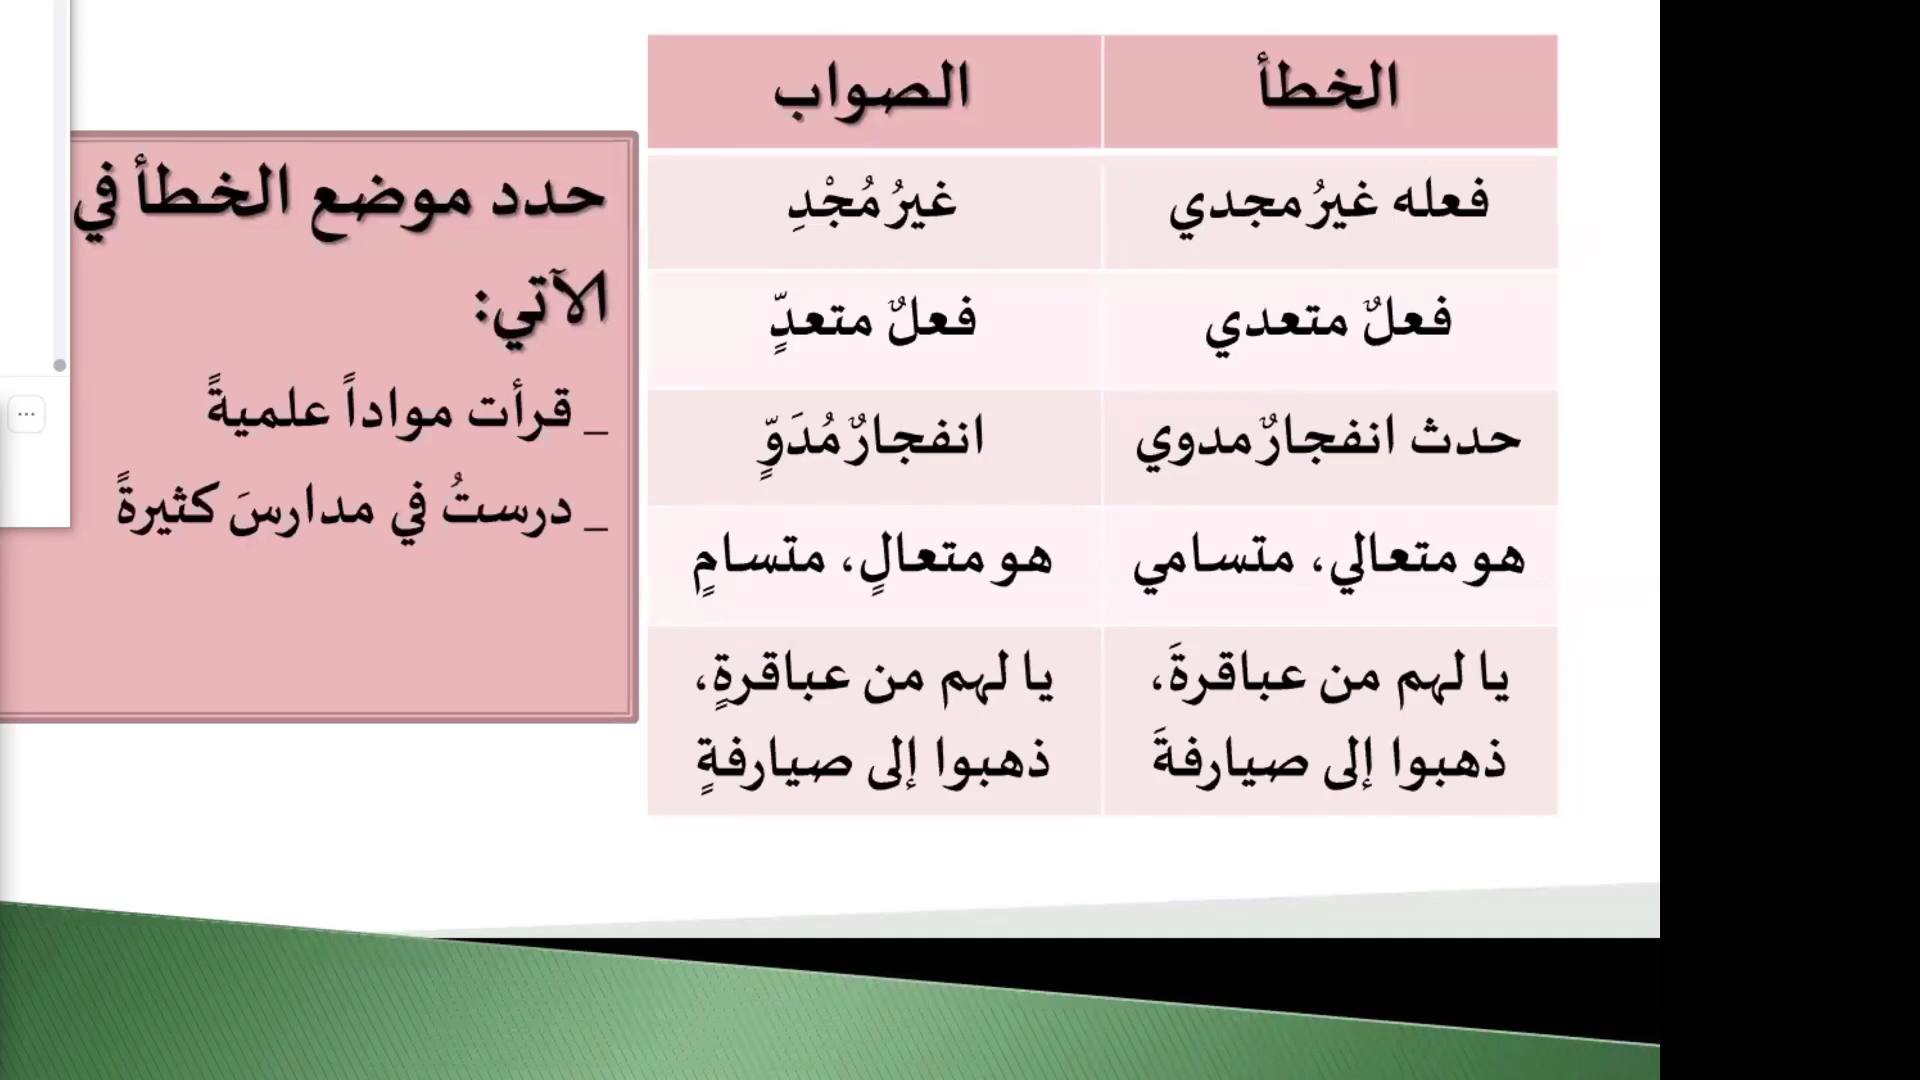 الخطأ الصواب
فعله غيرُ مجدي غيرُ مُجْدِ
فعلٌ متعدي فعلٌ متعدٍّ
حدث انفجارٌ مدوي انفجارٌ مُدَوٍّ
هو متعالي، متسامي هو متعالٍ، متسامٍ
يا لهم من عباقرةَ، يا لهم من عباقرةٍ،
ذهبوا إلى صيارفةَ ذهبوا إلى صيارفةٍ
حدد موضع الخطأ في
الآتي:
_ قرأت مواداً علميةً
_ درستُ في مدارسَ كثيرةً